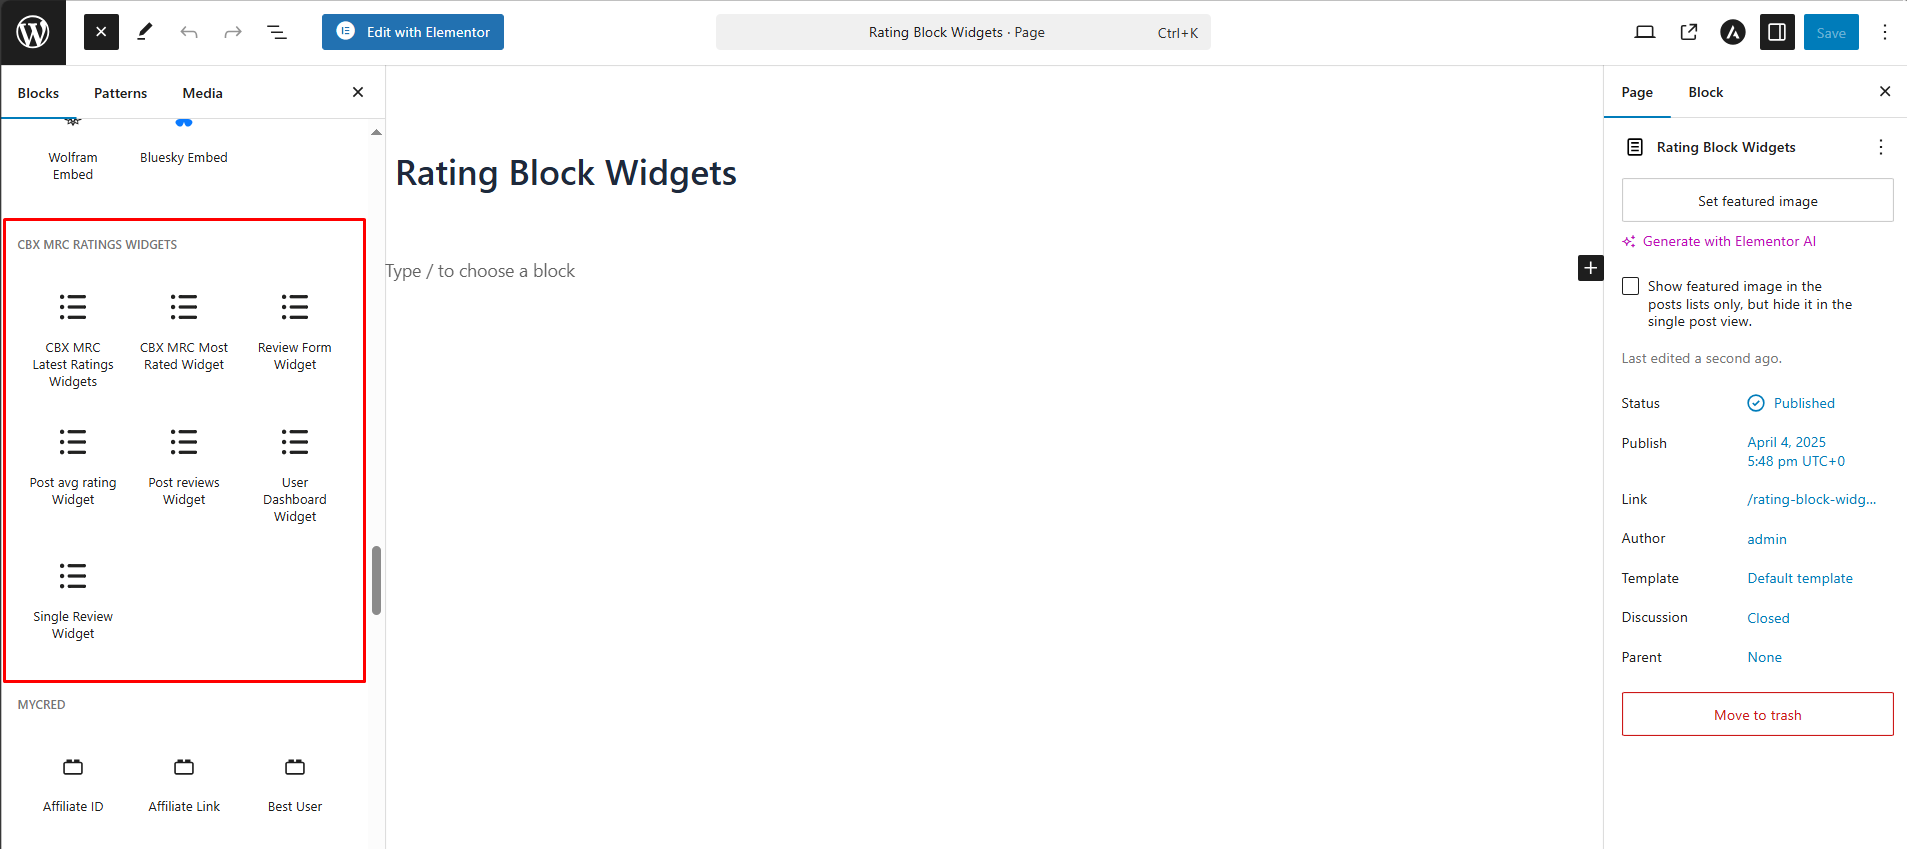 Edit with Elementor
Rating Block Widgets · Page
Ctrl+K
Save
Blocks
Patterns
Media
Wolfram
Embed
Bluesky Embed
CBX MRC RATINGS WIDGETS
CBX MRC
Latest Ratings
Widgets
CBX MRC Most
Rated Widget
Review Form
Widget
Post avg rating
Widget
Post reviews
Widget
User
Dashboard
Widget
Single Review
Widget
MYCRED
Affiliate ID
Affiliate Link
Best User
Rating Block Widgets
Type / to choose a block
Page
Block
Rating Block Widgets
Set featured image
Generate with Elementor AI
Show featured image in the
posts lists only, but hide it in the
single post view.
Last edited a second ago.
Status
Published
Publish
April 4, 2025
5:48 pm UTC+0
Link
/rating-block-widg...
Author
admin
Template
Default template
Discussion
Closed
Parent
None
Move to trash